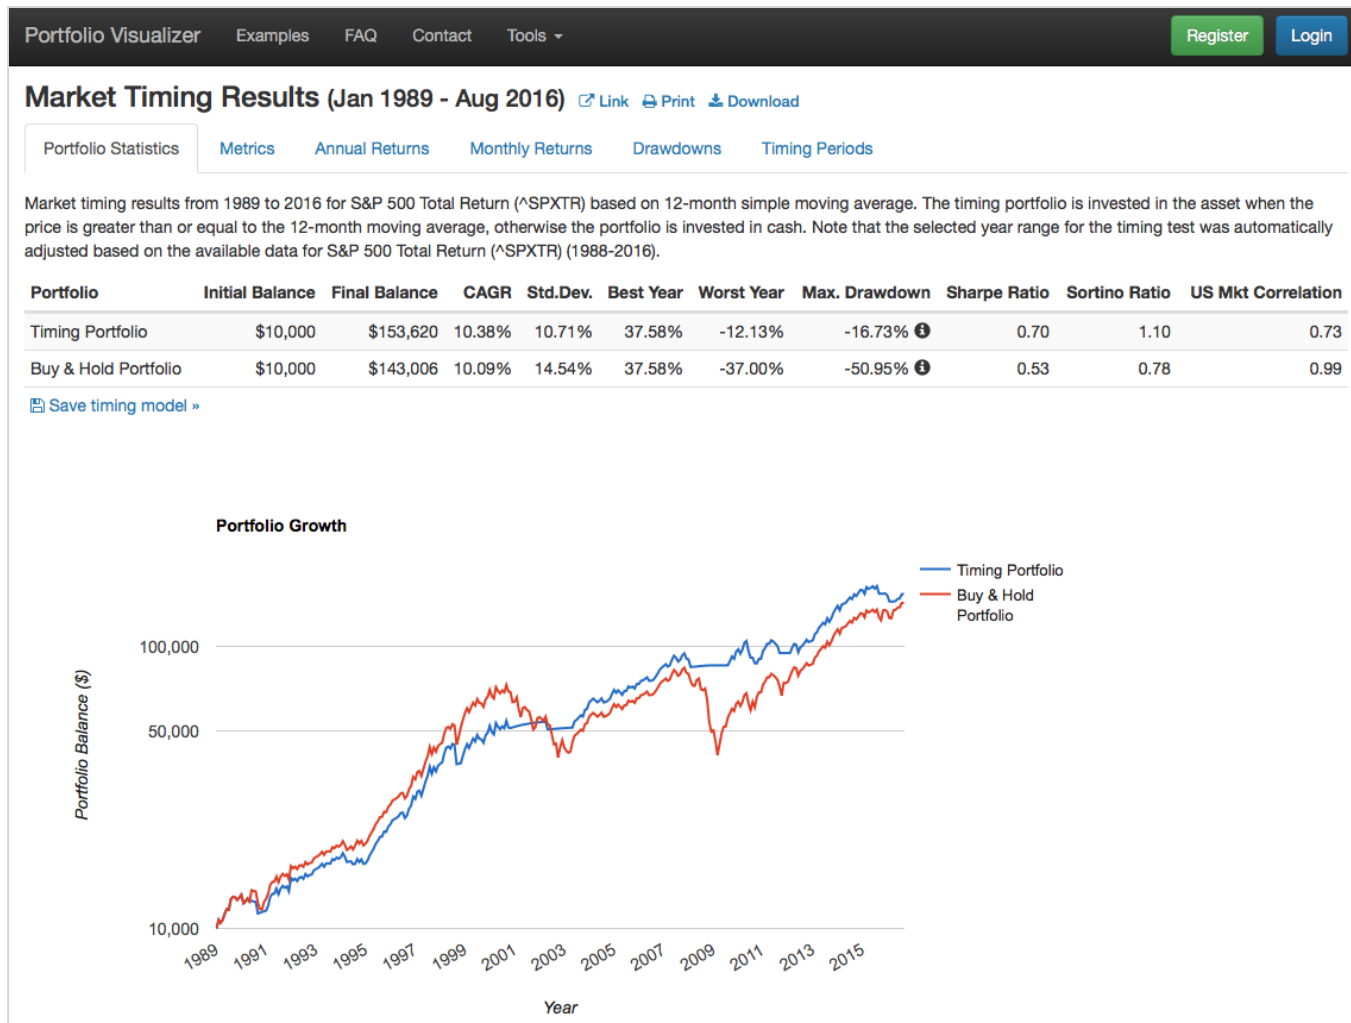 Portfolio Visualizer Examples FAQ Contact Tools Register Login
Market Timing Results (Jan 1989 - Aug 2016) Link Print Download
Portfolio Statistics Metrics Annual Returns Monthly Returns Drawdowns Timing Periods
Market timing results from 1989 to 2016 for S&P 500 Total Return (^SPXTR) based on 12-month simple moving average. The timing portfolio is invested in the asset when the
price is greater than or equal to the 12-month moving average, otherwise the portfolio is invested in cash. Note that the selected year range for the timing test was automatically
adjusted based on the available data for S&P 500 Total Return (^SPXTR) (1988-2016).
Portfolio Initial Balance Final Balance CAGR Std.Dev. Best Year Worst Year Max. Drawdown Sharpe Ratio Sortino Ratio US Mkt Correlation
Timing Portfolio $10,000 $153,620 10.38% 10.71% 37.58% -12.13% -16.73% 0.70 1.10 0.73
Buy & Hold Portfolio $10,000 $143,006 10.09% 14.54% 37.58% -37.00% -50.95% 0.53 0.78 0.99
Save timing model »
Portfolio Growth
Timing Portfolio
Buy & Hold
Portfolio
100,000
50,000
10,000
Portfolio Balance ($)
1989 1991 1993 1995 1997 1999 2001 2003 2005 2007 2009 2011 2013 2015
Year